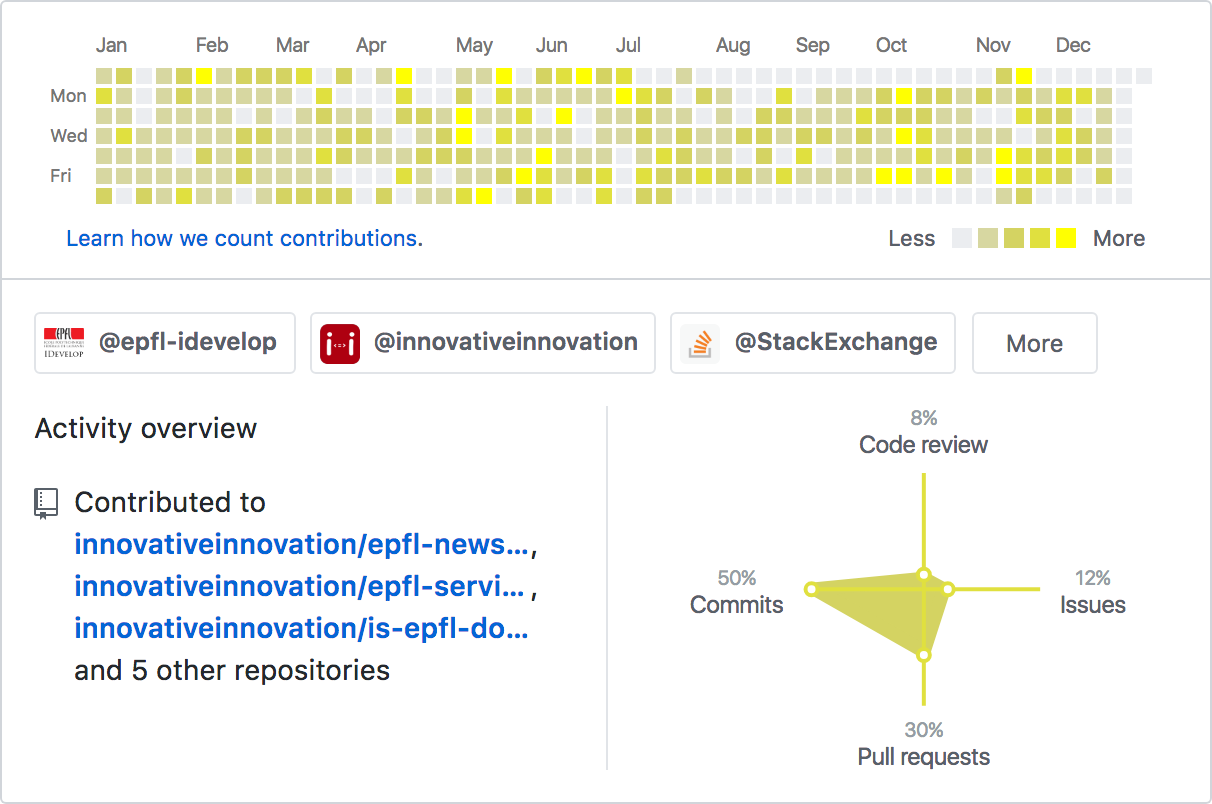 Jan Feb Mar Apr May Jun Jul Aug Sep Oct Nov Dec
Mon
Wed
Fri
Learn how we count contributions.
Less More
EPFL
IDEVELOP
@epfl-idevelop
@innovativeinnovation
@StackExchange
More
Activity overview
Contributed to
innovativeinnovation/epfl-news…,
innovativeinnovation/epfl-servi… ,
innovativeinnovation/is-epfl-do…
and 5 other repositories
8%
Code review
50%
Commits
12%
Issues
30%
Pull requests